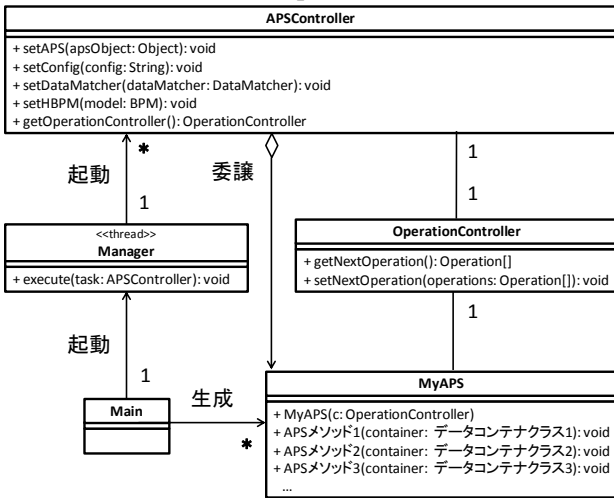 APSController
+ setAPS(apsObject: Object): void
+ setConfig(config: String): void
+ setDataMatcher(dataMatcher: DataMatcher): void
+ setHBPM(model: BPM): void
+ getOperationController(): OperationController
*
起動
1
委譲
1
1
<<thread>>
Manager
+ execute(task: APSController): void
OperationController
+ getNextOperation(): Operation[]
+ setNextOperation(operations: Operation[]): void
1
起動
1
Main
生成
*
MyAPS
+ MyAPS(c: OperationController)
+ APSメソッド1(container: データコンテナクラス1): void
+ APSメソッド2(container: データコンテナクラス2): void
+ APSメソッド3(container: データコンテナクラス3): void
...